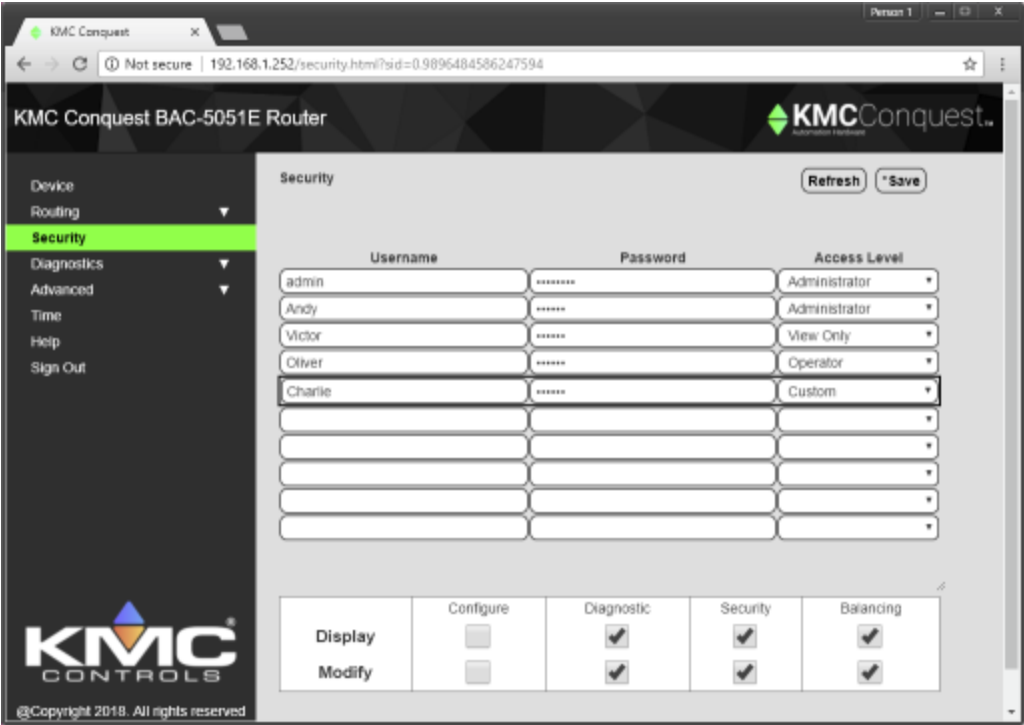 Person 1
KMC Conquest
Not secure | 192.168.1.252/security.html?sid=0.9896484586247594
KMC Conquest BAC-5051E Router
KMCConquest™
Automation Hardware
Device
Routing
Security
Diagnostics
Advanced
Time
Help
Sign Out
Security
Refresh *Save
Username Password Access Level
admin •••••••• Administrator
Andy •••••• Administrator
Victor •••••• View Only
Oliver •••••• Operator
Charlie •••••• Custom
Configure Diagnostic Security Balancing
Display
Modify
KMC®
CONTROLS
@Copyright 2018. All rights reserved